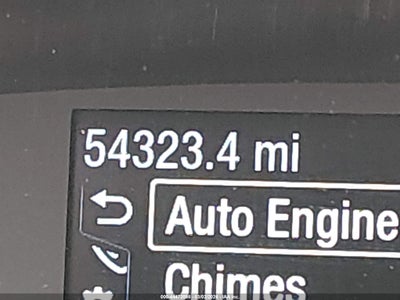 54323.4 mi
Auto Engine
Chimes